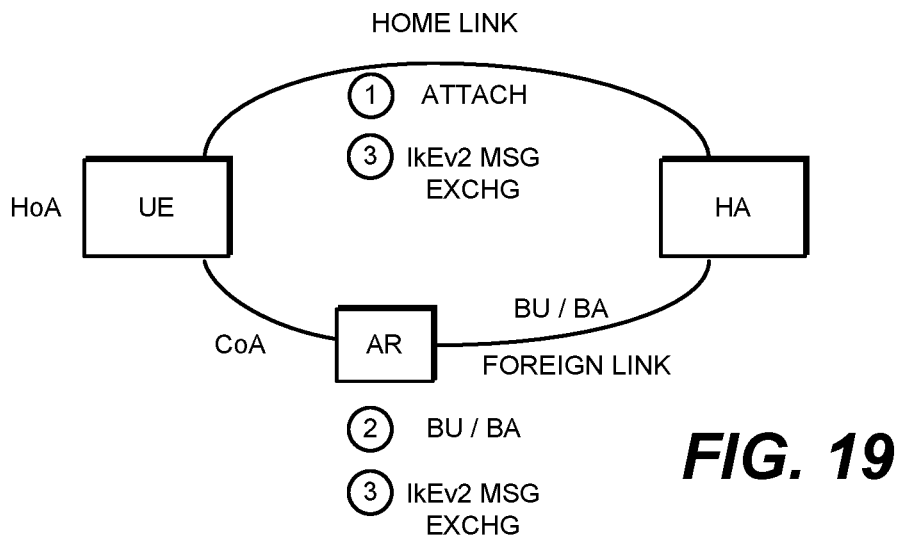 HOME LINK
1 ATTACH
3 IkEv2 MSG
EXCHG
HoA
UE
HA
BU / BA
CoA
AR
FOREIGN LINK
2 BU / BA
3 IkEv2 MSG
EXCHG
FIG. 19